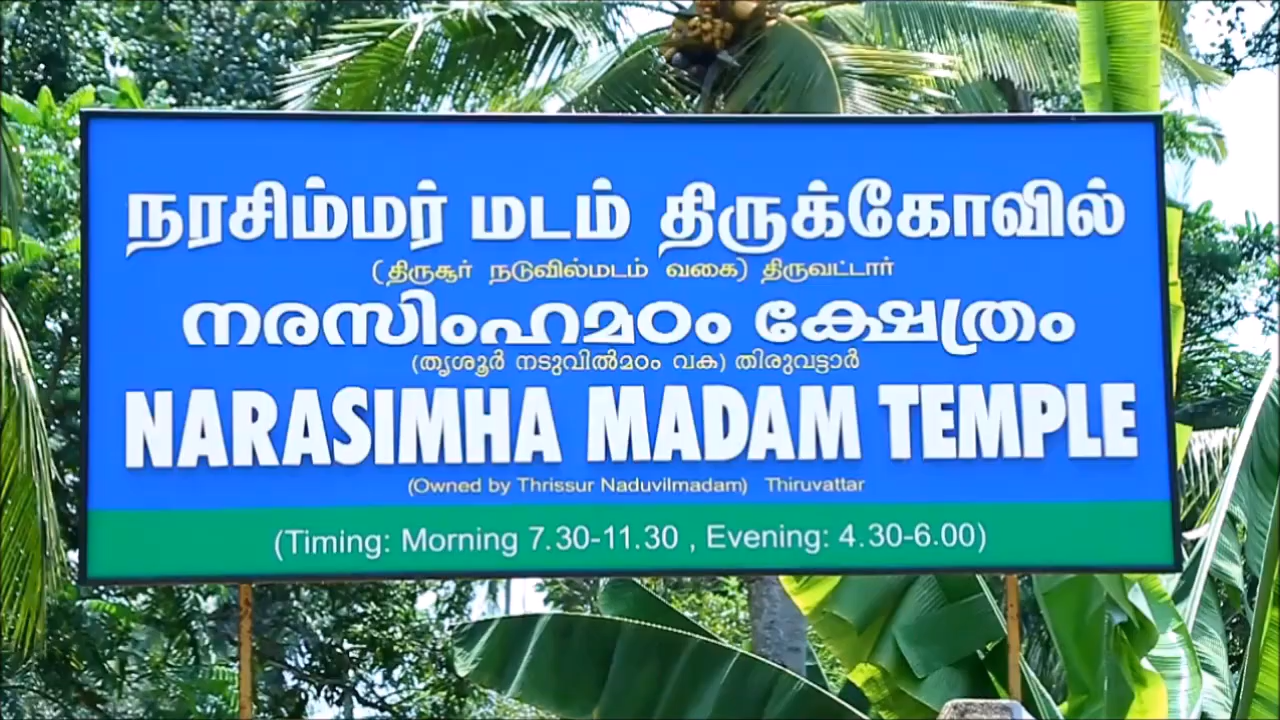 நரசிம்மர் மடம் திருக்கோவில்
(திருசூர் நடுவில்மடம் வகை) திருவட்டார்
നരസിംഹമഠം ക്ഷേത്രം
(തൃശൂർ നടുവിൽമഠം വക) തിരുവട്ടാർ
NARASIMHA MADAM TEMPLE
(Owned by Thrissur Naduvilmadam) Thiruvattar
(Timing: Morning 7.30-11.30 , Evening: 4.30-6.00)